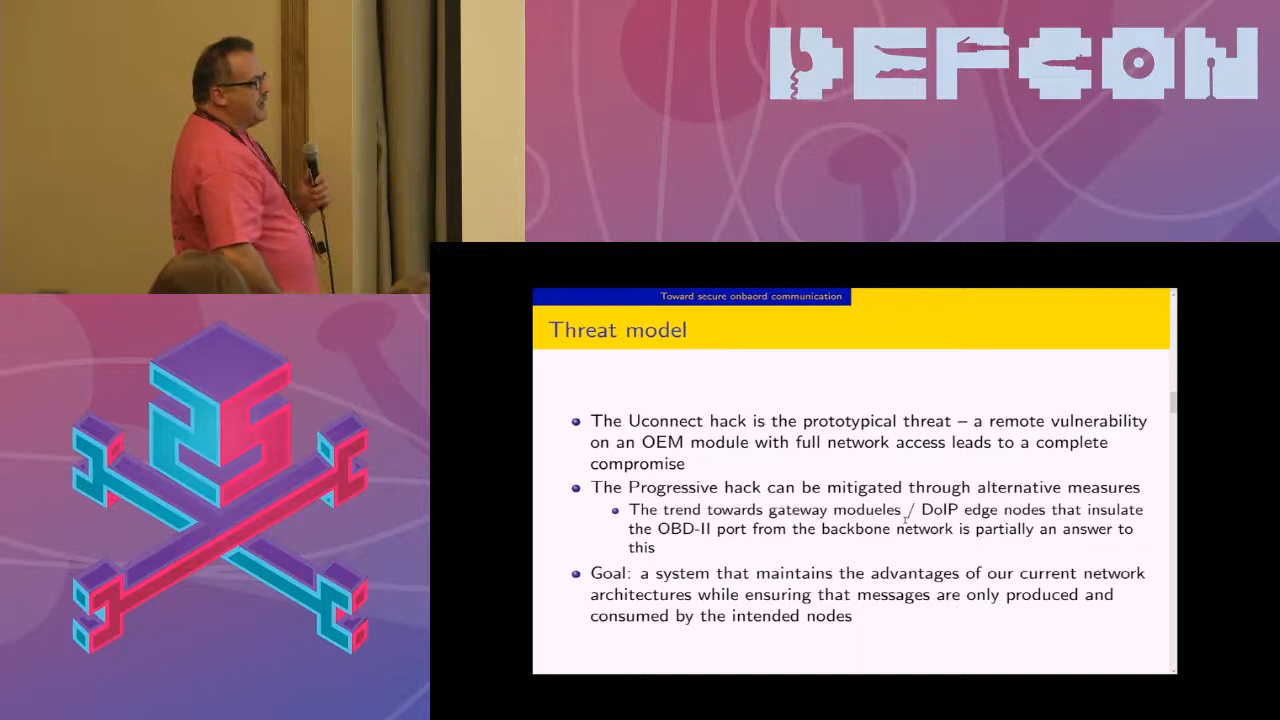 DEFCON
Toward secure onbaord communication
Threat model
The Uconnect hack is the prototypical threat – a remote vulnerability
on an OEM module with full network access leads to a complete
compromise
The Progressive hack can be mitigated through alternative measures
The trend towards gateway modueles / DoIP edge nodes that insulate
the OBD-II port from the backbone network is partially an answer to
this
Goal: a system that maintains the advantages of our current network
architectures while ensuring that messages are only produced and
consumed by the intended nodes
25